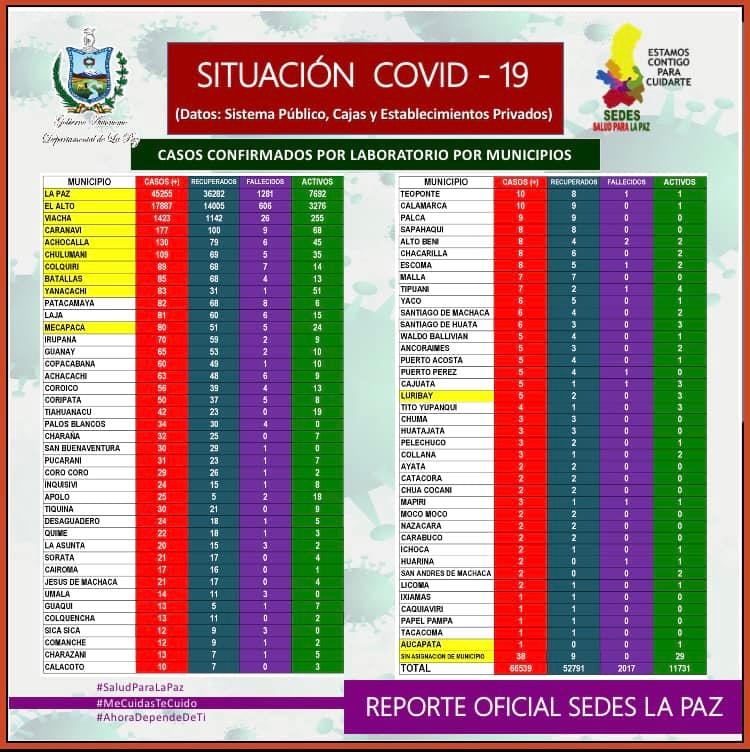 Gobierno Autónomo
Departamental de La Paz
SITUACIÓN COVID - 19
(Datos: Sistema Público, Cajas y Establecimientos Privados)
ESTAMOS
CONTIGO
PARA
CUIDARTE
SEDES
SALUD PARA LA PAZ
CASOS CONFIRMADOS POR LABORATORIO POR MUNICIPIOS
MUNICIPIO CASOS (+) RECUPERADOS FALLECIDOS ACTIVOS
LA PAZ 45255 36282 1281 7692
EL ALTO 17887 14005 606 3276
VIACHA 1423 1142 26 255
CARANAVI 177 100 9 68
ACHOCALLA 130 79 6 45
CHULUMANI 109 69 5 35
COLQUIRI 89 68 7 14
BATALLAS 85 68 4 13
YANACACHI 83 31 1 51
PATACAMAYA 82 68 8 6
LAJA 81 60 6 15
MECAPACA 80 51 5 24
IRUPANA 70 59 2 9
GUANAY 65 53 2 10
COPACABANA 60 49 1 10
ACHACACHI 63 48 6 9
COROICO 56 39 4 13
CORIPATA 50 37 5 8
TIAHUANACU 42 23 0 19
PALOS BLANCOS 34 30 4 0
CHARAÑA 32 25 0 7
SAN BUENAVENTURA 30 29 1 0
PUCARANI 31 23 1 7
CORO CORO 29 26 1 2
INQUISIVI 24 15 1 8
APOLO 25 5 2 18
TIQUINA 30 21 0 9
DESAGUADERO 24 18 1 5
QUIME 22 18 1 3
LA ASUNTA 20 15 3 2
SORATA 21 17 0 4
CAIROMA 17 16 0 1
JESUS DE MACHACA 21 17 0 4
UMALA 14 11 3 0
GUAQUI 13 5 1 7
COLQUENCHA 13 11 0 2
SICA SICA 12 9 3 0
COMANCHE 12 9 1 2
CHARAZANI 13 7 1 5
CALACOTO 10 7 0 3
MUNICIPIO CASOS (+) RECUPERADOS FALLECIDOS ACTIVOS
TEOPONTE 10 8 1 1
CALAMARCA 10 9 0 1
PALCA 9 9 0 0
SAPAHAQUI 8 8 0 0
ALTO BENI 8 4 2 2
CHACARILLA 8 6 0 2
ESCOMA 8 5 1 2
MALLA 7 7 0 0
TIPUANI 7 2 1 4
YACO 6 5 0 1
SANTIAGO DE MACHACA 6 4 0 2
SANTIAGO DE HUATA 6 3 0 3
WALDO BALLIVIAN 5 4 0 1
ANCORAIMES 5 3 0 2
PUERTO ACOSTA 5 4 0 1
PUERTO PEREZ 5 4 1 0
CAJUATA 5 1 1 3
LURIBAY 5 2 0 3
TITO YUPANQUI 4 1 0 3
CHUMA 3 3 0 0
HUATAJATA 3 3 0 0
PELECHUCO 3 2 0 1
COLLANA 3 1 0 2
AYATA 2 2 0 0
CATACORA 2 2 0 0
CHUA COCANI 2 2 0 0
MAPIRI 3 1 1 1
MOCO MOCO 2 2 0 0
NAZACARA 2 2 0 0
CARABUCO 2 2 0 0
ICHOCA 2 1 0 1
HUARINA 2 0 1 1
SAN ANDRES DE MACHACA 2 0 0 2
LICOMA 2 1 0 1
IXIAMAS 1 1 0 0
CAQUIAVIRI 1 1 0 0
PAPEL PAMPA 1 1 0 0
TACACOMA 1 1 0 0
AUCAPATA 1 0 0 1
SIN ASIGNACION DE MUNICIPIO 38 9 0 29
TOTAL 66539 52791 2017 11731
#SaludParaLaPaz
#MeCuidasTeCuido
#AhoraDependeDeTi
REPORTE OFICIAL SEDES LA PAZ